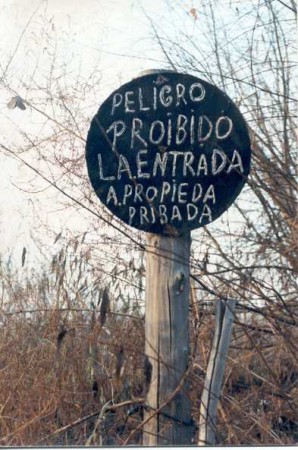 PELIGRO
PROIBIDO
LA.ENTRADA
A.PROPIEDA
PRIBADA